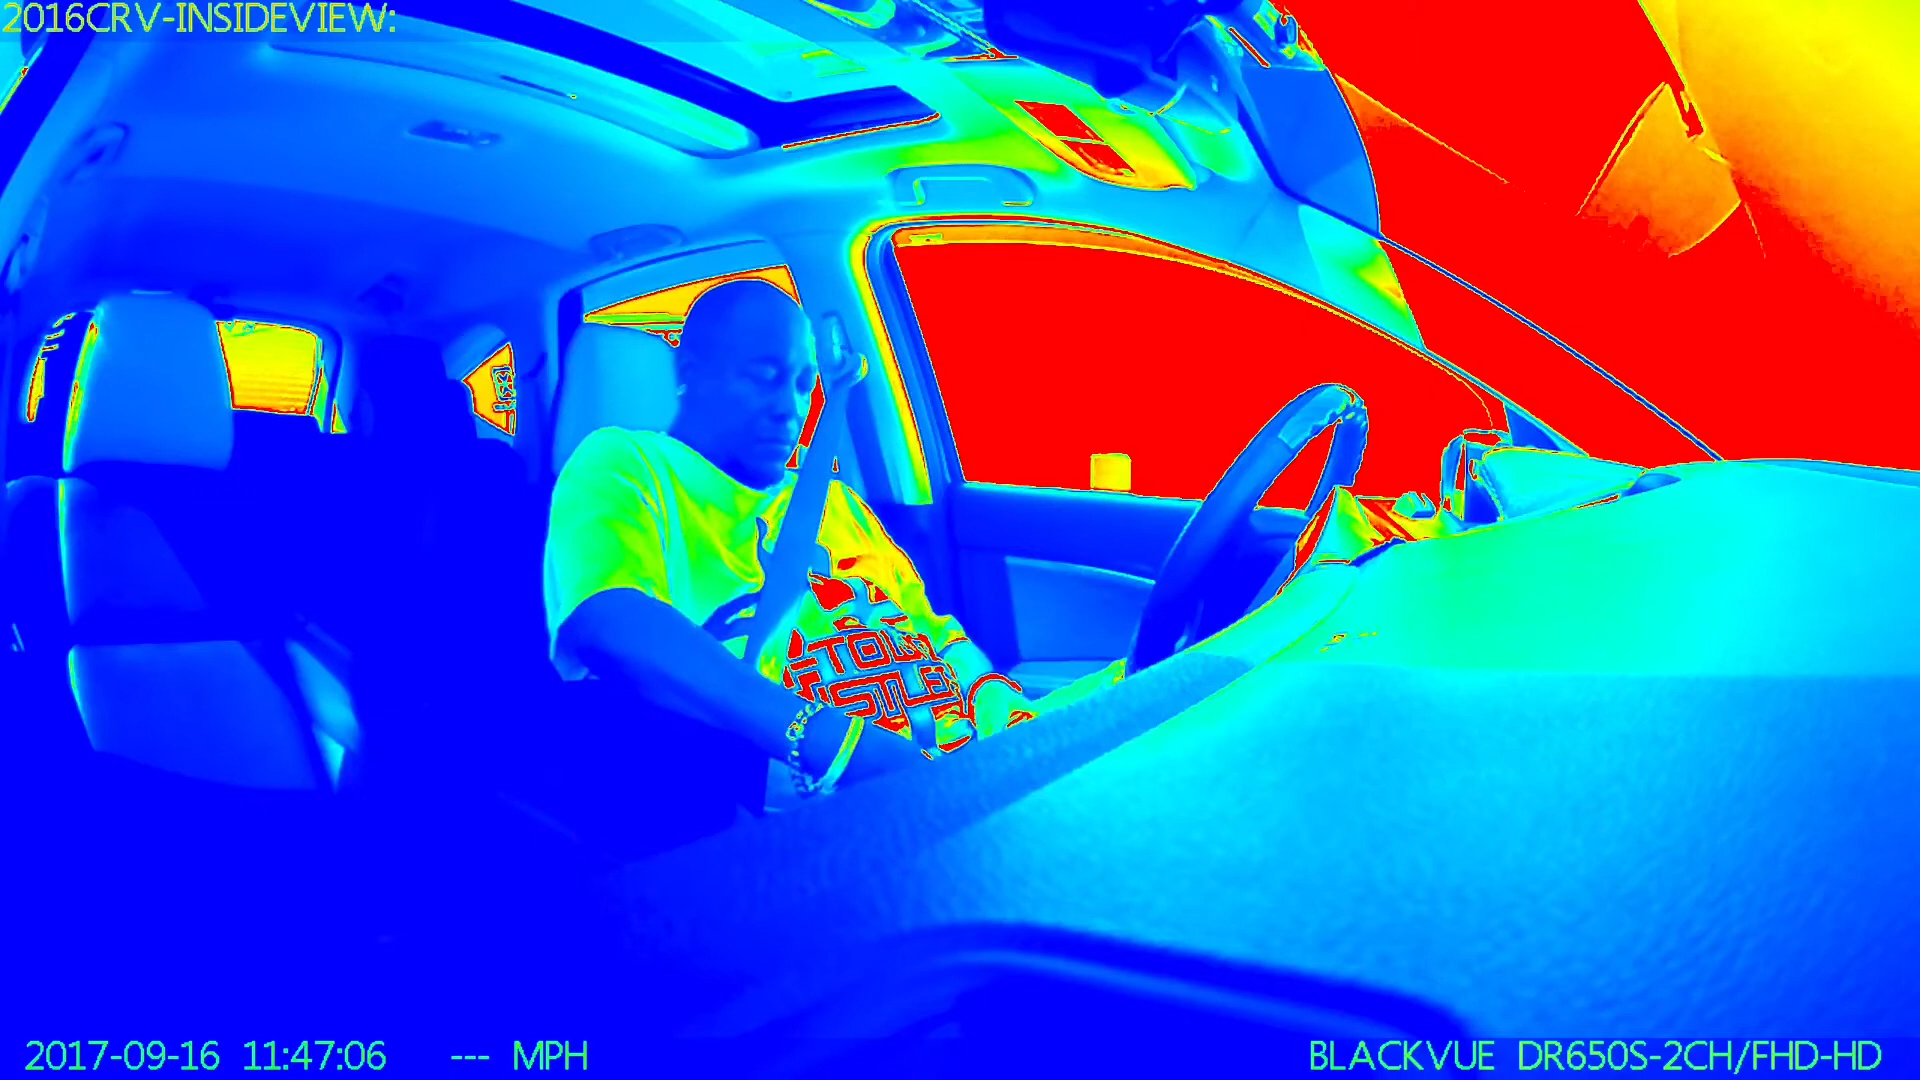 2016CRV-INSIDEVIEW:
2017-09-16 11:47:06 --- MPH
BLACKVUE DR650S-2CH/FHD-HD